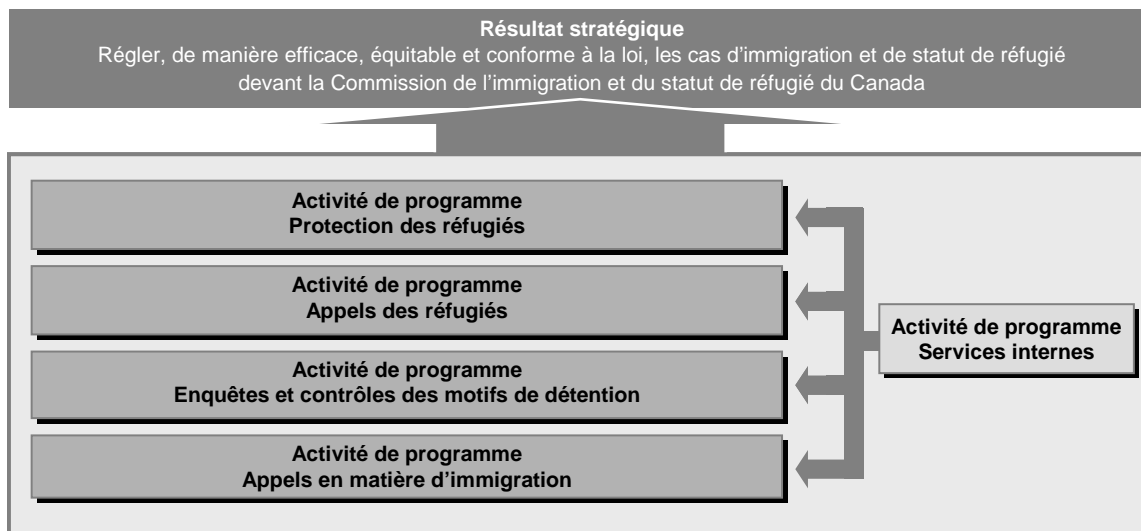 Résultat stratégique
Régler, de manière efficace, équitable et conforme à la loi, les cas d’immigration et de statut de réfugié
devant la Commission de l’immigration et du statut de réfugié du Canada
Activité de programme
Protection des réfugiés
Activité de programme
Appels des réfugiés
Activité de programme
Enquêtes et contrôles des motifs de détention
Activité de programme
Appels en matière d’immigration
Activité de programme
Services internes